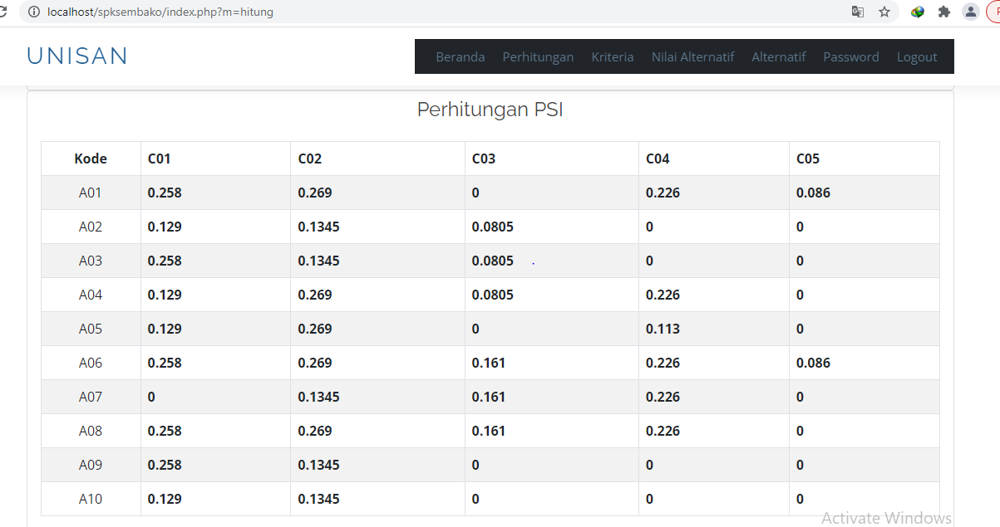 localhost/spksembako/index.php?m=hitung
UNISAN
Beranda Perhitungan Kriteria Nilai Alternatif Alternatif Password Logout
Perhitungan PSI
Kode C01 C02 C03 C04 C05
A01 0.258 0.269 0 0.226 0.086
A02 0.129 0.1345 0.0805 0 0
A03 0.258 0.1345 0.0805 . 0 0
A04 0.129 0.269 0.0805 0.226 0
A05 0.129 0.269 0 0.113 0
A06 0.258 0.269 0.161 0.226 0.086
A07 0 0.1345 0.161 0.226 0
A08 0.258 0.269 0.161 0.226 0
A09 0.258 0.1345 0 0 0
A10 0.129 0.1345 0 0 0
Activate Windows